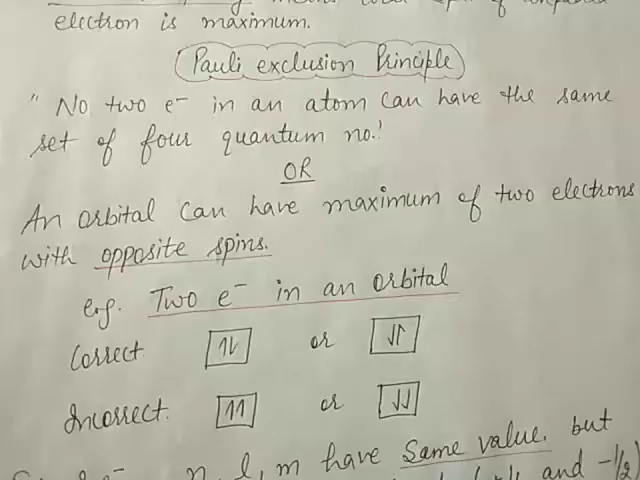 electron is maximum.
Pauli exclusion Principle
"No two e⁻ in an atom can have the same
set of four quantum no.'
OR
An orbital can have maximum of two electrons
with opposite spins.
e.g. Two e⁻ in an orbital
Correct ↿⇂ or ⇃↾
Incorrect. ↿↿ or ⇃⇃
n, l, m have same value. but
and -1/2)